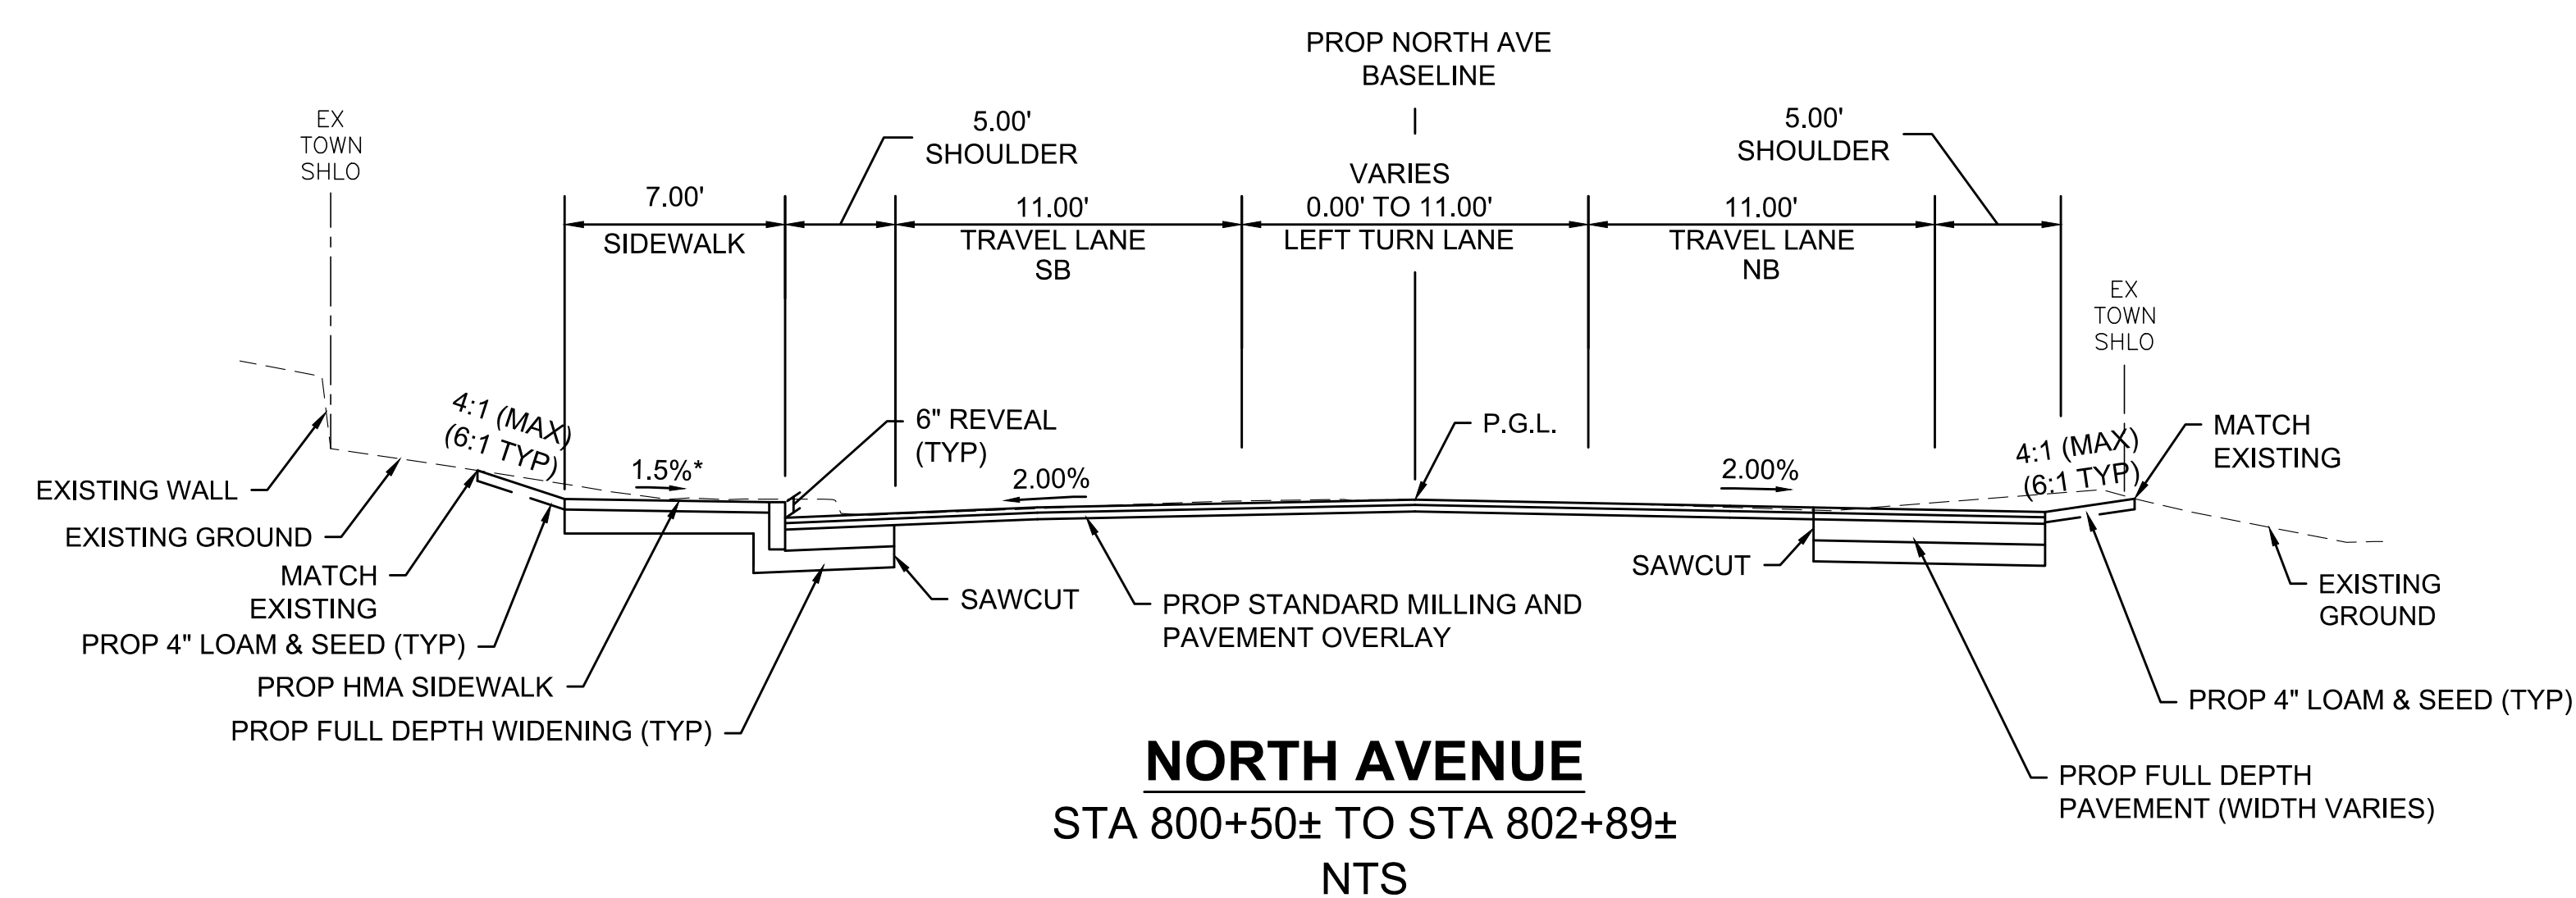 PROP NORTH AVE
BASELINE
EX
TOWN
SHLO
5.00'
SHOULDER
5.00'
SHOULDER
7.00'
SIDEWALK
11.00'
TRAVEL LANE
SB
VARIES
0.00' TO 11.00'
LEFT TURN LANE
11.00'
TRAVEL LANE
NB
EX
TOWN
SHLO
4:1 (MAX)
(6:1 TYP)
1.5%*
6" REVEAL
(TYP)
2.00%
P.G.L.
2.00%
4:1 (MAX)
(6:1 TYP)
MATCH
EXISTING
EXISTING WALL
EXISTING GROUND
MATCH
EXISTING
PROP 4" LOAM & SEED (TYP)
PROP HMA SIDEWALK
PROP FULL DEPTH WIDENING (TYP)
SAWCUT
PROP STANDARD MILLING AND
PAVEMENT OVERLAY
SAWCUT
EXISTING
GROUND
PROP 4" LOAM & SEED (TYP)
PROP FULL DEPTH
PAVEMENT (WIDTH VARIES)
NORTH AVENUE
STA 800+50± TO STA 802+89±
NTS